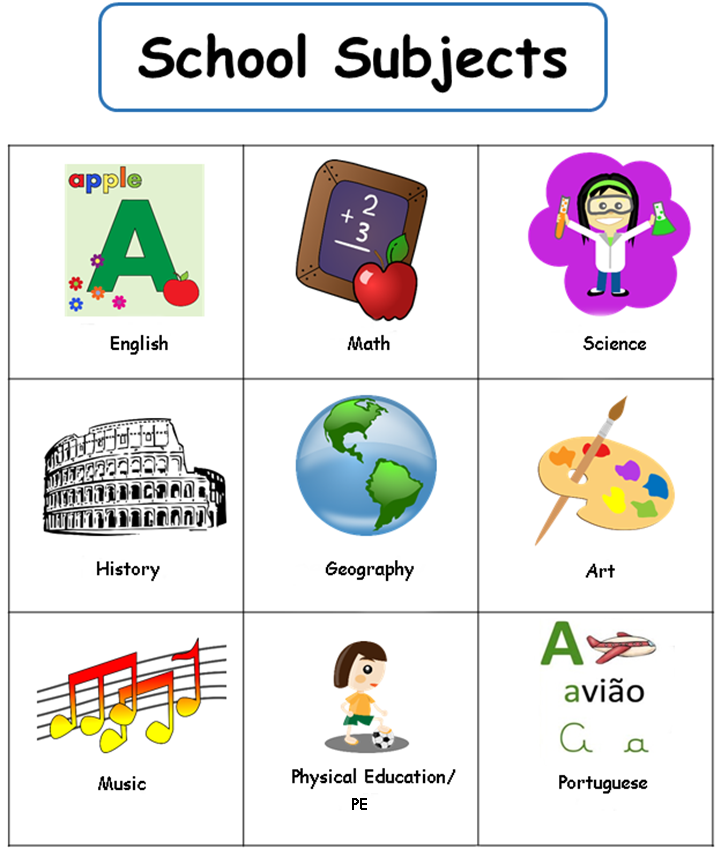 School Subjects
apple
A
2
+
3
English
Math
Science
History
Geography
Art
A
avião
a a
Music
Physical Education/
PE
Portuguese